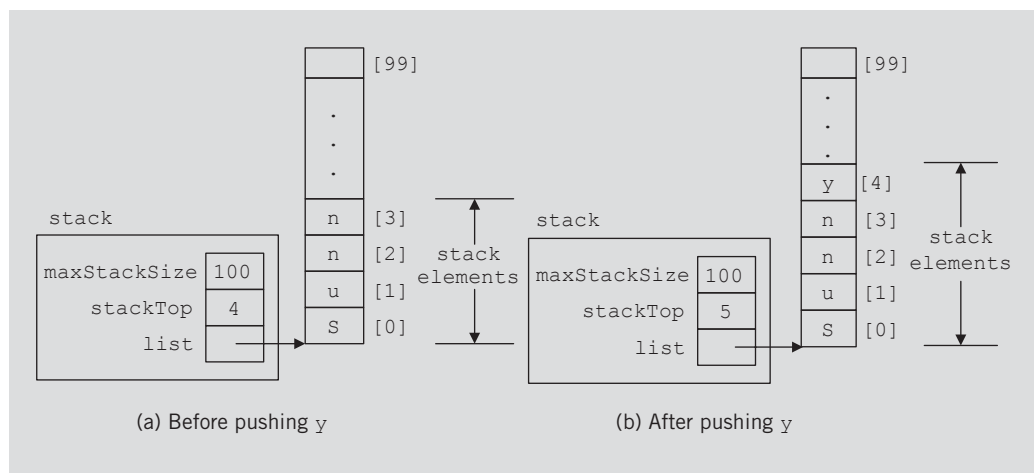 [99]
.
.
.
stack
n [3]
n [2]
u [1]
S [0]
stack
elements
maxStackSize 100
stackTop 4
list
(a) Before pushing y
[99]
.
.
.
y [4]
n [3]
n [2]
u [1]
S [0]
stack
elements
stack
maxStackSize 100
stackTop 5
list
(b) After pushing y